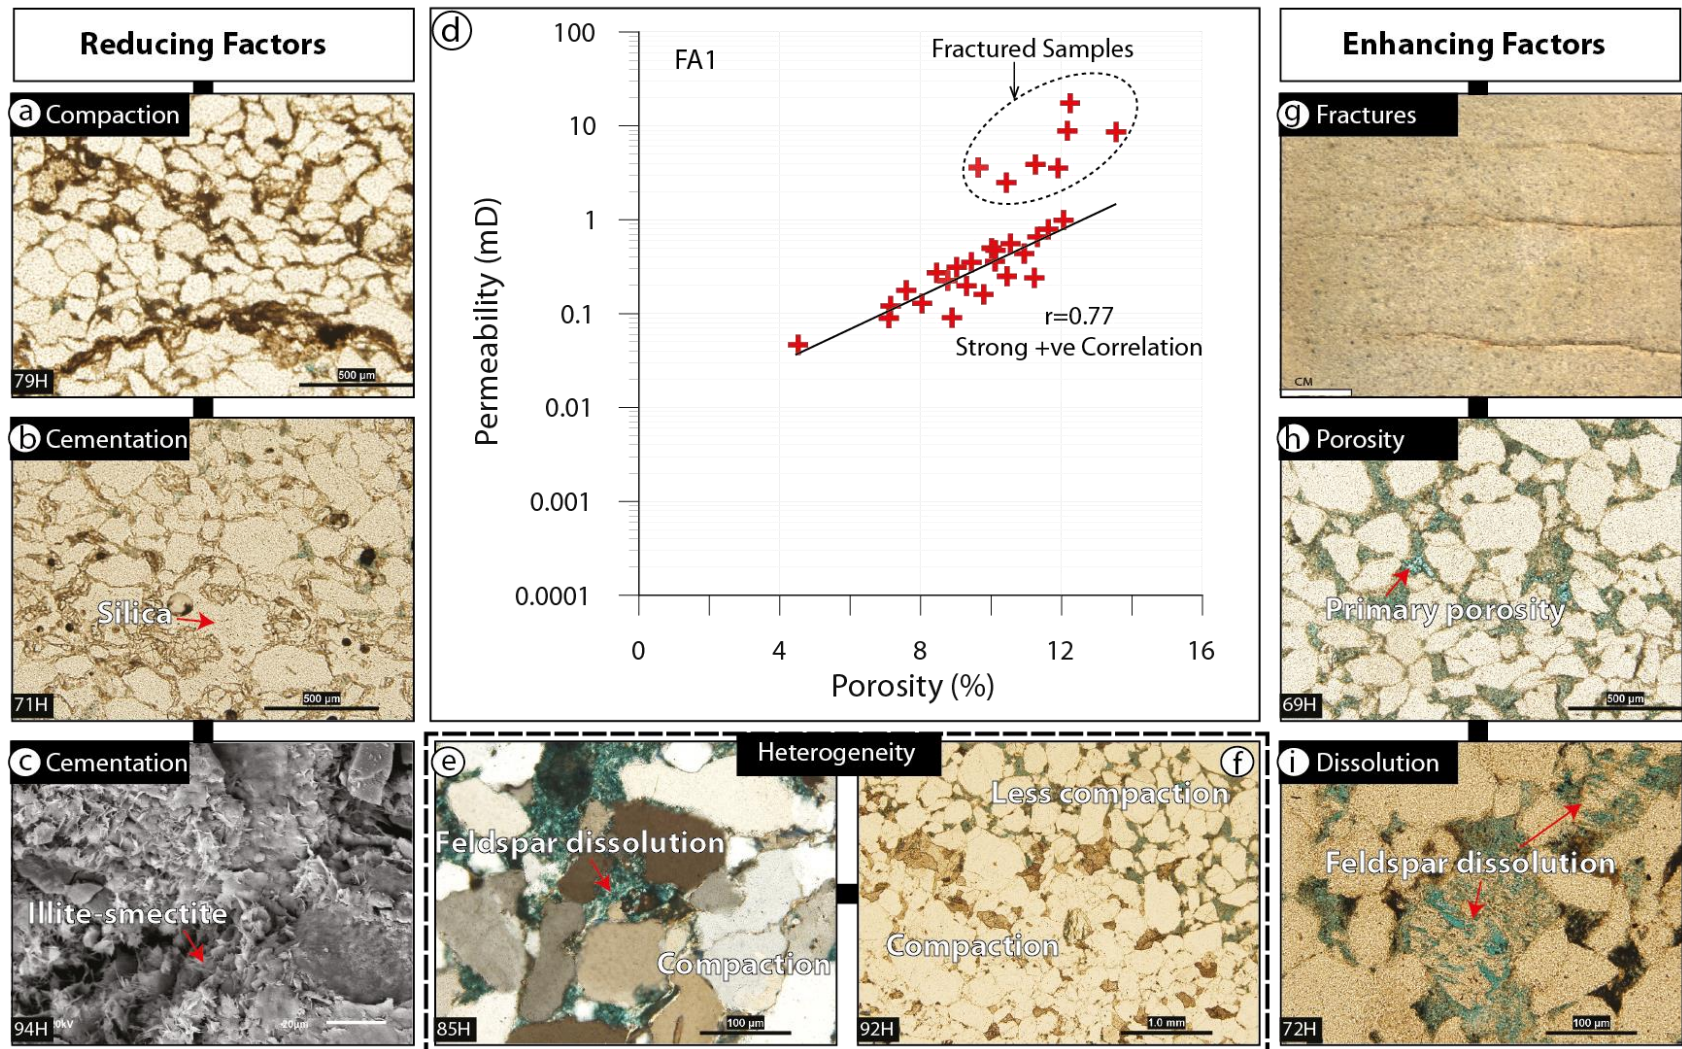 Reducing Factors
a Compaction
79H
500 µm
b Cementation
Silica
71H
500 µm
c Cementation
Illite-smectite
94H
20µm
d
FA1
Fractured Samples
100
10
1
0.1
0.01
0.001
0.0001
Permeability (mD)
r=0.77
Strong +ve Correlation
0 4 8 12 16
Porosity (%)
Heterogeneity
e
Feldspar dissolution
Compaction
85H
100 µm
f
Less compaction
Compaction
92H
1.0 mm
Enhancing Factors
g Fractures
CM
h Porosity
Primary porosity
69H
500 µm
i Dissolution
Feldspar dissolution
72H
100 µm